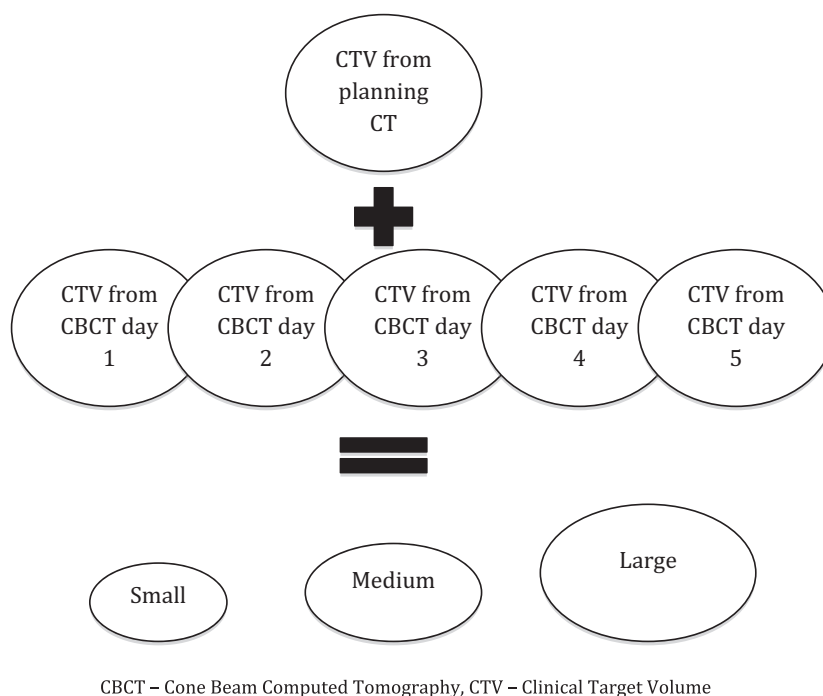 CTV from
planning
CT
CTV from
CBCT day
1
CTV from
CBCT day
2
CTV from
CBCT day
3
CTV from
CBCT day
4
CTV from
CBCT day
5
Small
Medium
Large
CBCT – Cone Beam Computed Tomography, CTV – Clinical Target Volume